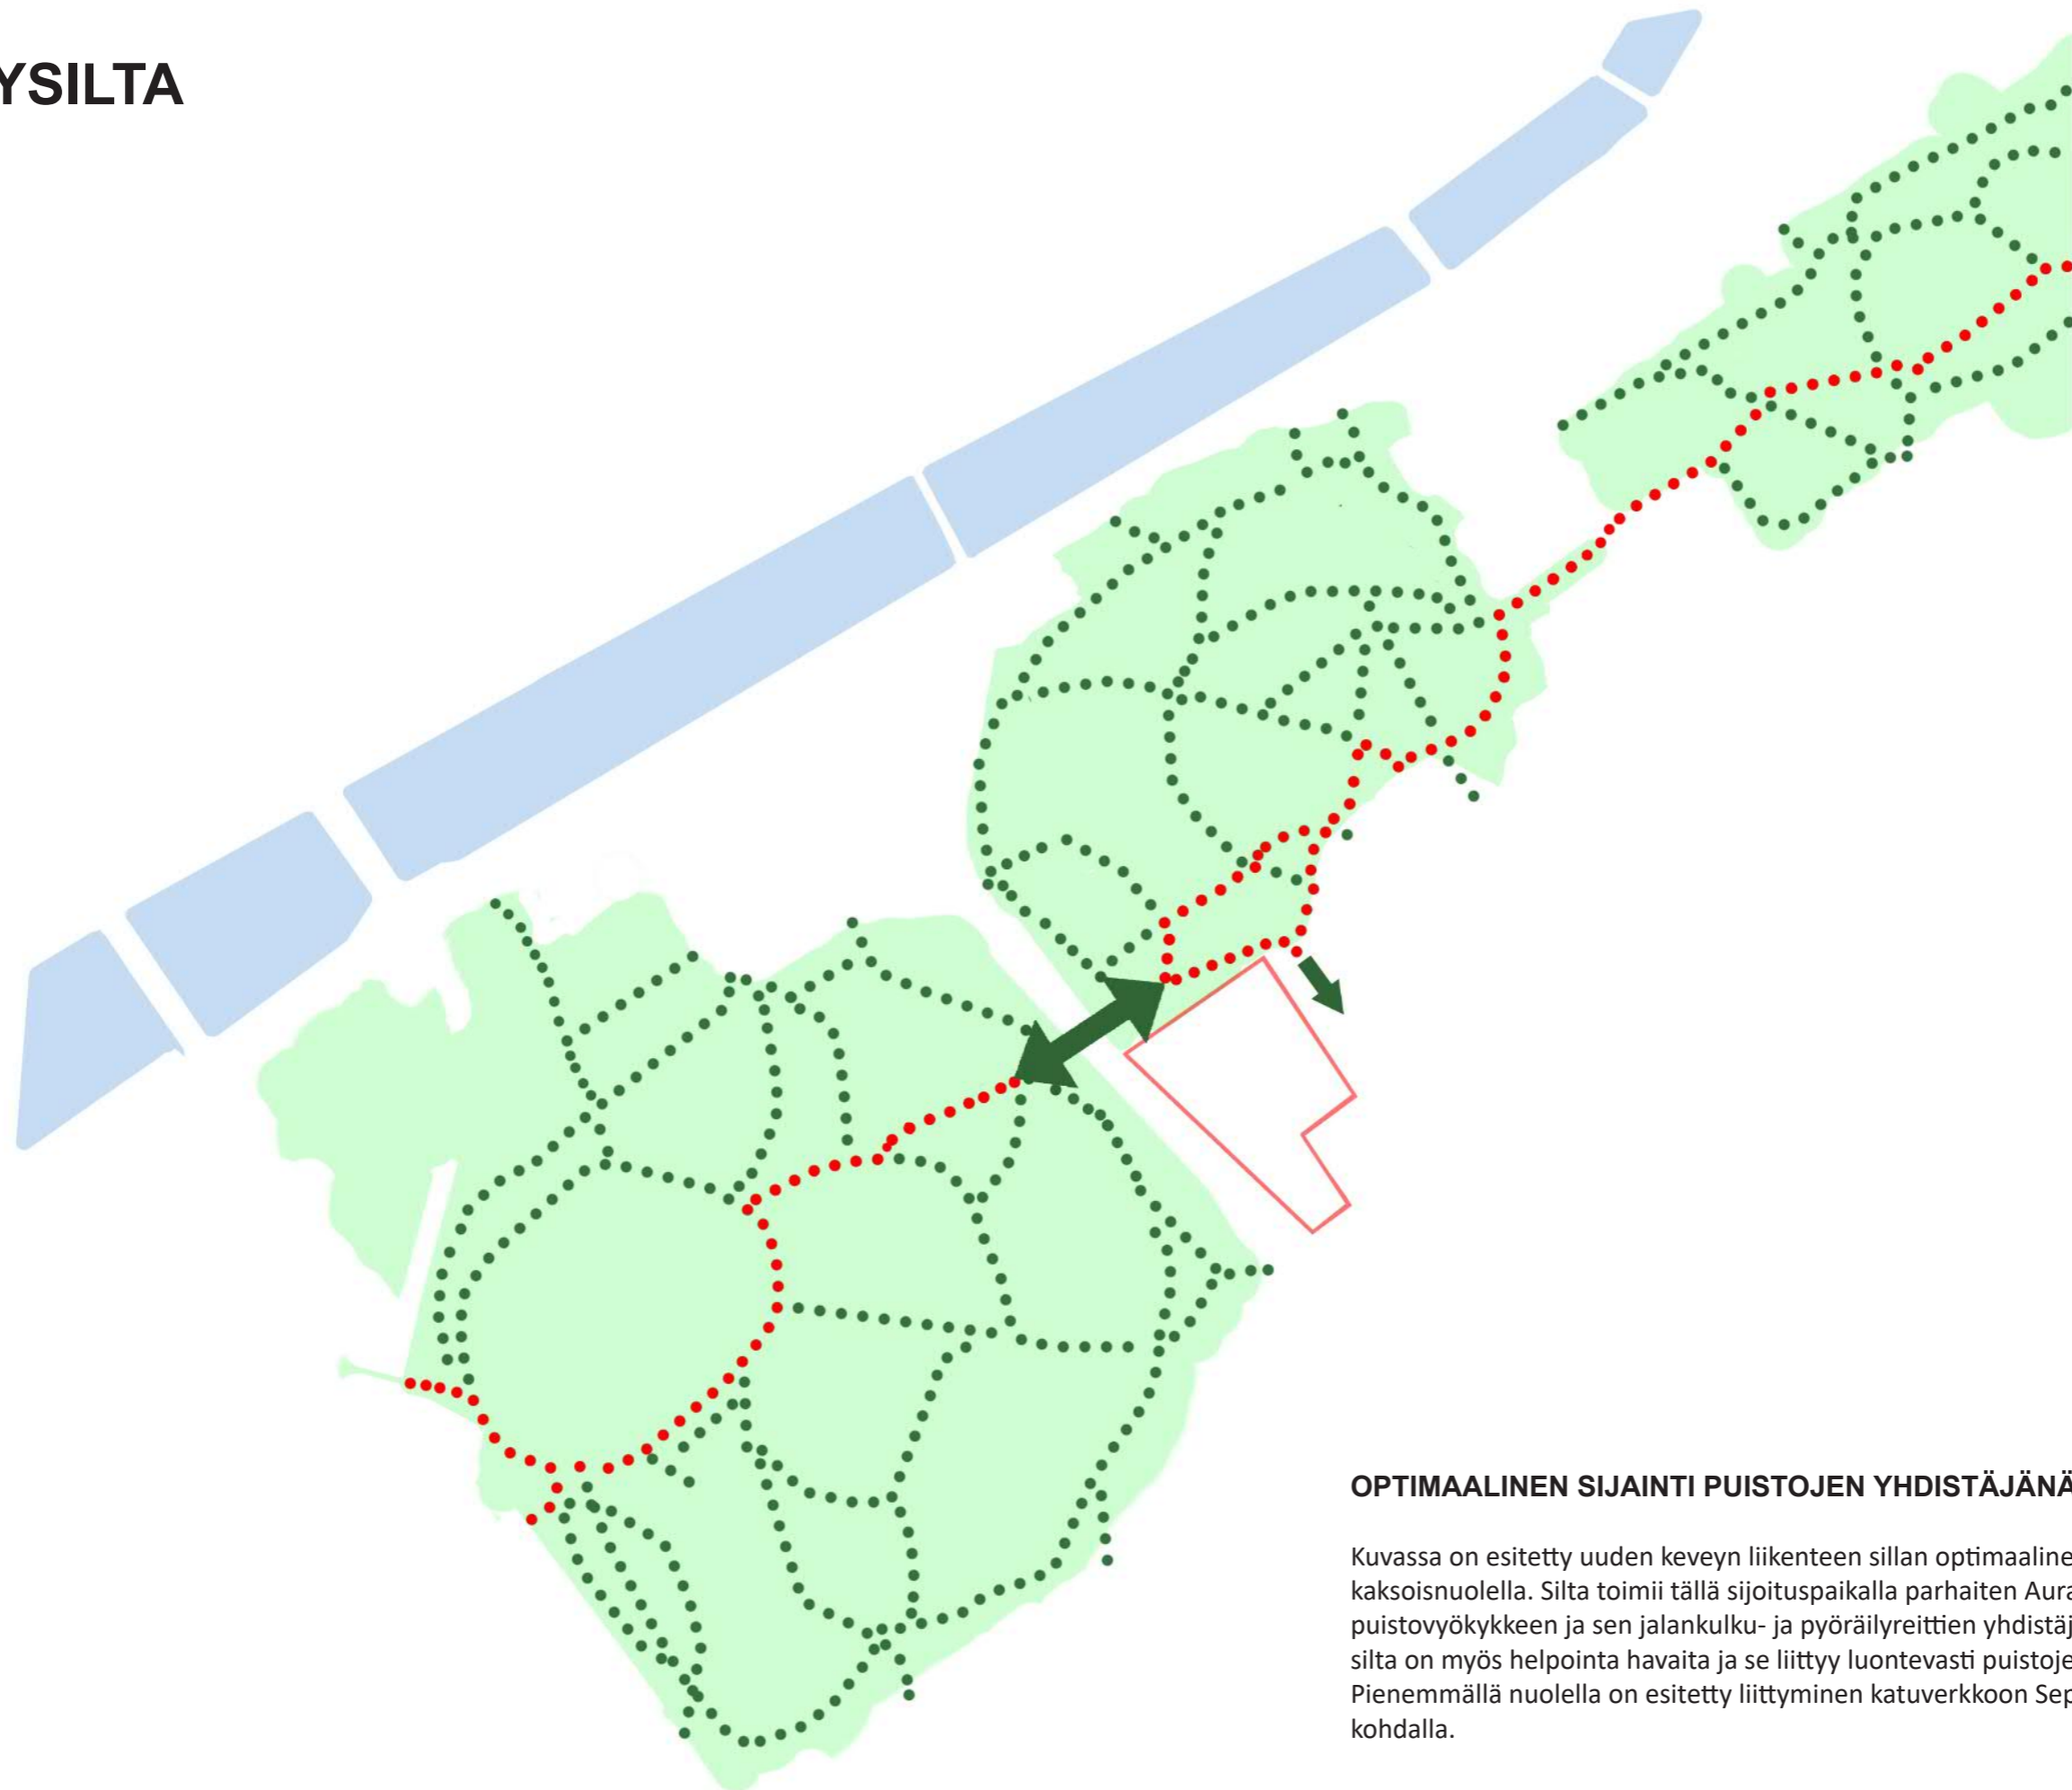 YSILTA
OPTIMAALINEN SIJAINTI PUISTOJEN YHDISTÄJÄNÄ
Kuvassa on esitetty uuden keveyn liikenteen sillan optimaaline
kaksoisnuolella. Silta toimii tällä sijoituspaikalla parhaiten Aura
puistovyökykkeen ja sen jalankulku- ja pyöräilyreittien yhdistäj
silta on myös helpointa havaita ja se liittyy luontevasti puistoje
Pienemmällä nuolella on esitetty liittyminen katuverkkoon Sep
kohdalla.